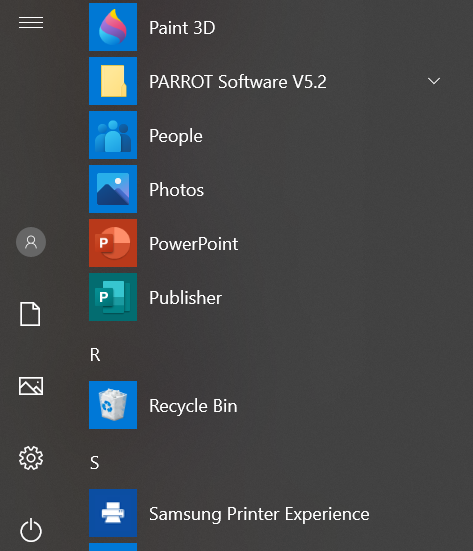 Paint 3D
PARROT Software V5.2
People
Photos
P
PowerPoint
P
Publisher
R
Recycle Bin
S
Samsung Printer Experience